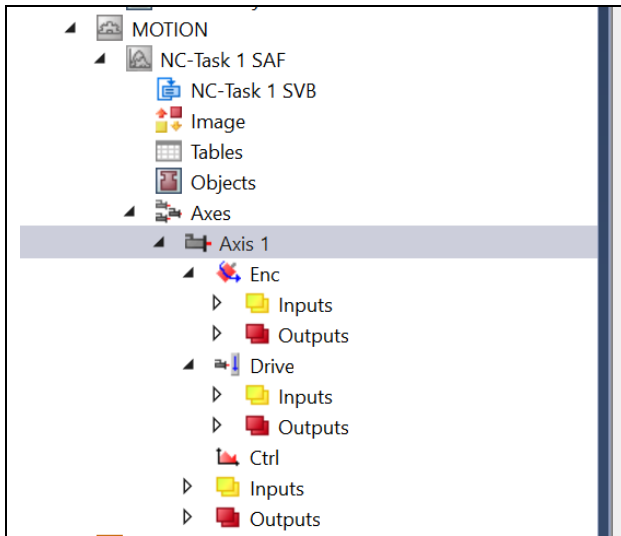 MOTION
NC-Task 1 SAF
NC-Task 1 SVB
Image
Tables
Objects
Axes
Axis 1
Enc
Inputs
Outputs
Drive
Inputs
Outputs
Ctrl
Inputs
Outputs